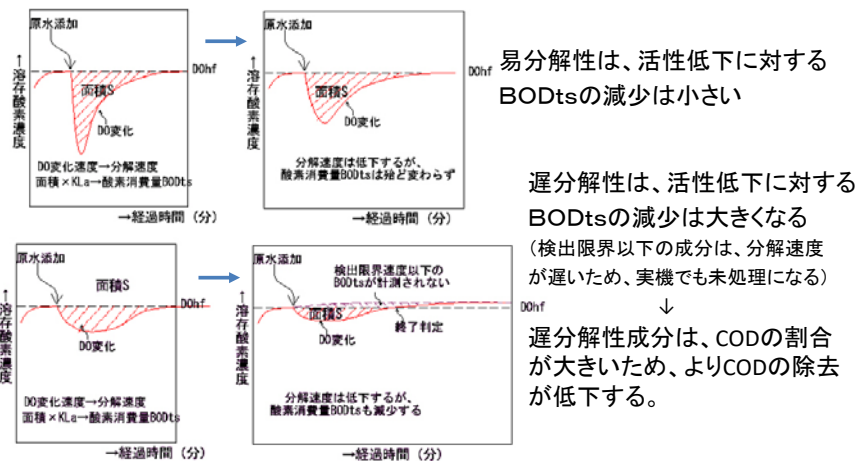 原水添加
DOhf
面積S
DO変化
↑溶存酸素濃度
DO変化速度→分解速度
面積×KLa→酸素消費量BODts
→経過時間（分）
原水添加
DOhf
面積S
DO変化
↑溶存酸素濃度
分解速度は低下するが、
酸素消費量BODtsは殆ど変わらず
→経過時間（分）
易分解性は、活性低下に対する
BODtsの減少は小さい
原水添加
面積S
DOhf
DO変化
↑溶存酸素濃度
DO変化速度→分解速度
面積×KLa→酸素消費量BODts
→経過時間（分）
原水添加
検出限界速度以下の
BODtsが計測されない
DOhf
面積S
DO変化
終了判定
↑溶存酸素濃度
分解速度は低下するが、
酸素消費量BODtsも減少する
→経過時間（分）
遅分解性は、活性低下に対する
BODtsの減少は大きくなる
（検出限界以下の成分は、分解速度
が遅いため、実機でも未処理になる）
↓
遅分解性成分は、CODの割合
が大きいため、よりCODの除去
が低下する。